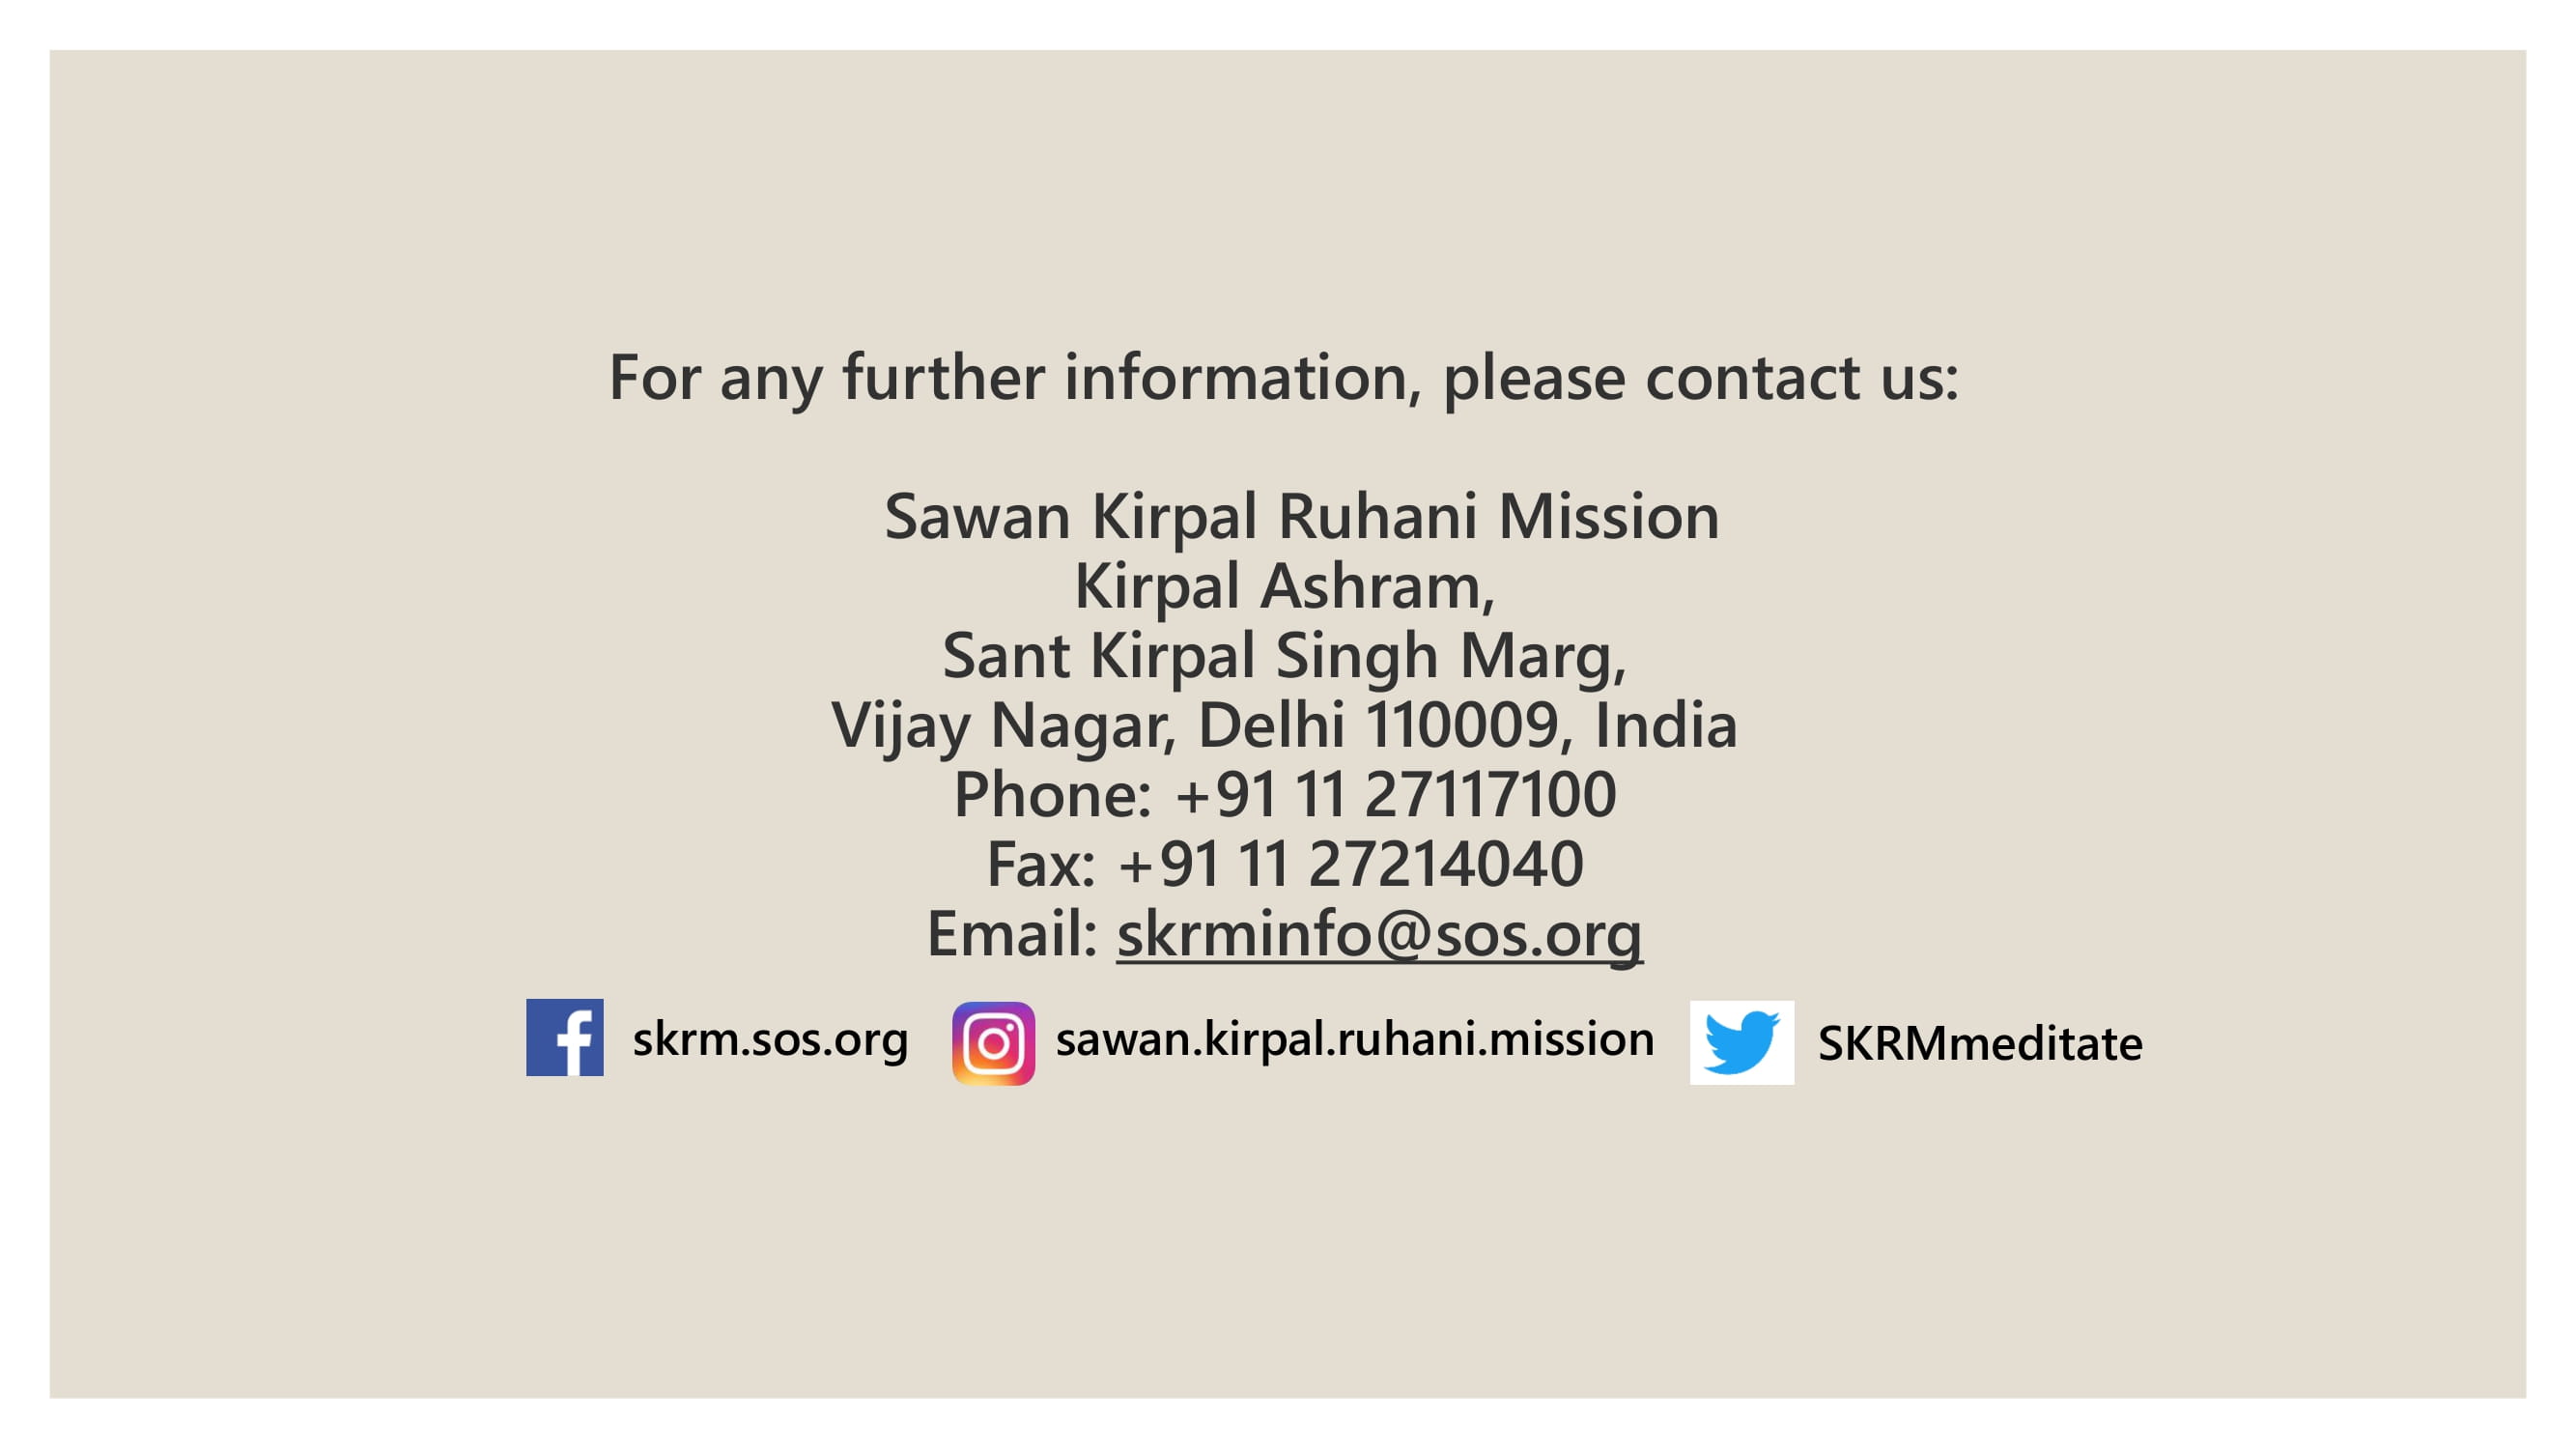 For any further information, please contact us:
Sawan Kirpal Ruhani Mission
Kirpal Ashram,
Sant Kirpal Singh Marg,
Vijay Nagar, Delhi 110009, India
Phone: +91 11 27117100
Fax: +91 11 27214040
Email: skrminfo@sos.org
skrm.sos.org sawan.kirpal.ruhani.mission SKRMmeditate